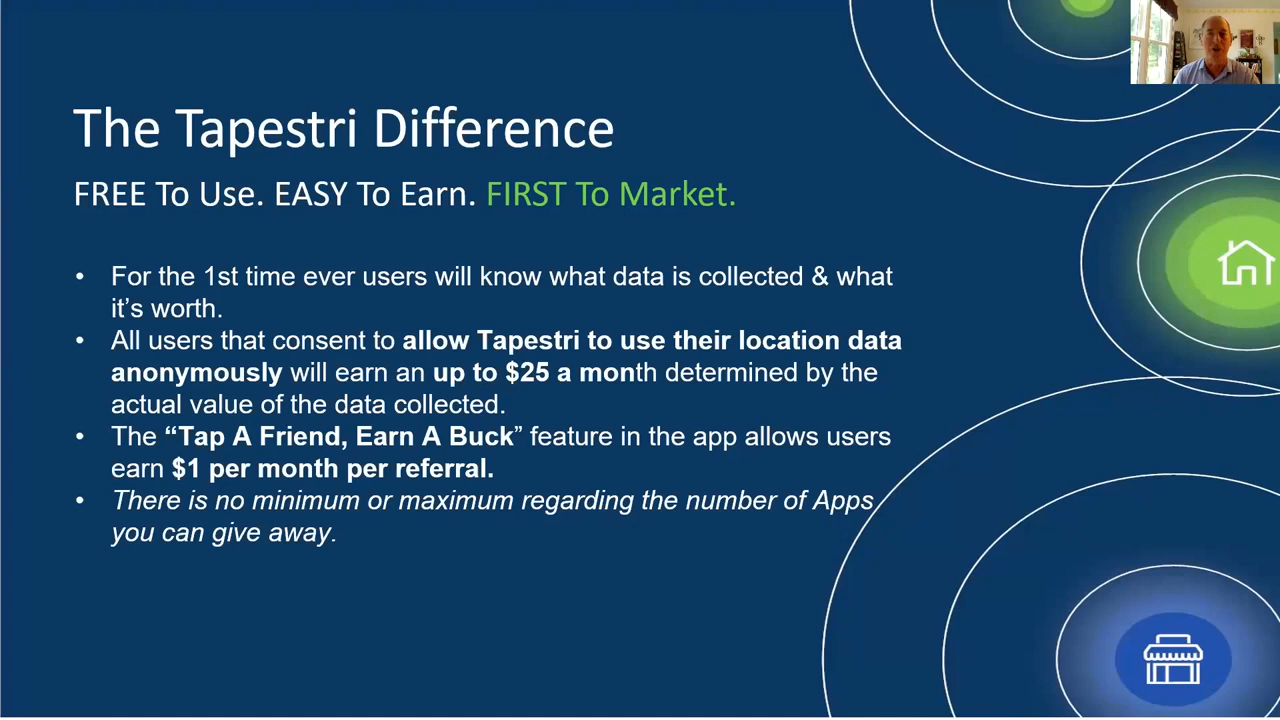 The Tapestri Difference
FREE To Use. EASY To Earn. FIRST To Market.
• For the 1st time ever users will know what data is collected & what
it’s worth.
• All users that consent to allow Tapestri to use their location data
anonymously will earn an up to $25 a month determined by the
actual value of the data collected.
• The “Tap A Friend, Earn A Buck” feature in the app allows users
earn $1 per month per referral.
• There is no minimum or maximum regarding the number of Apps
you can give away.